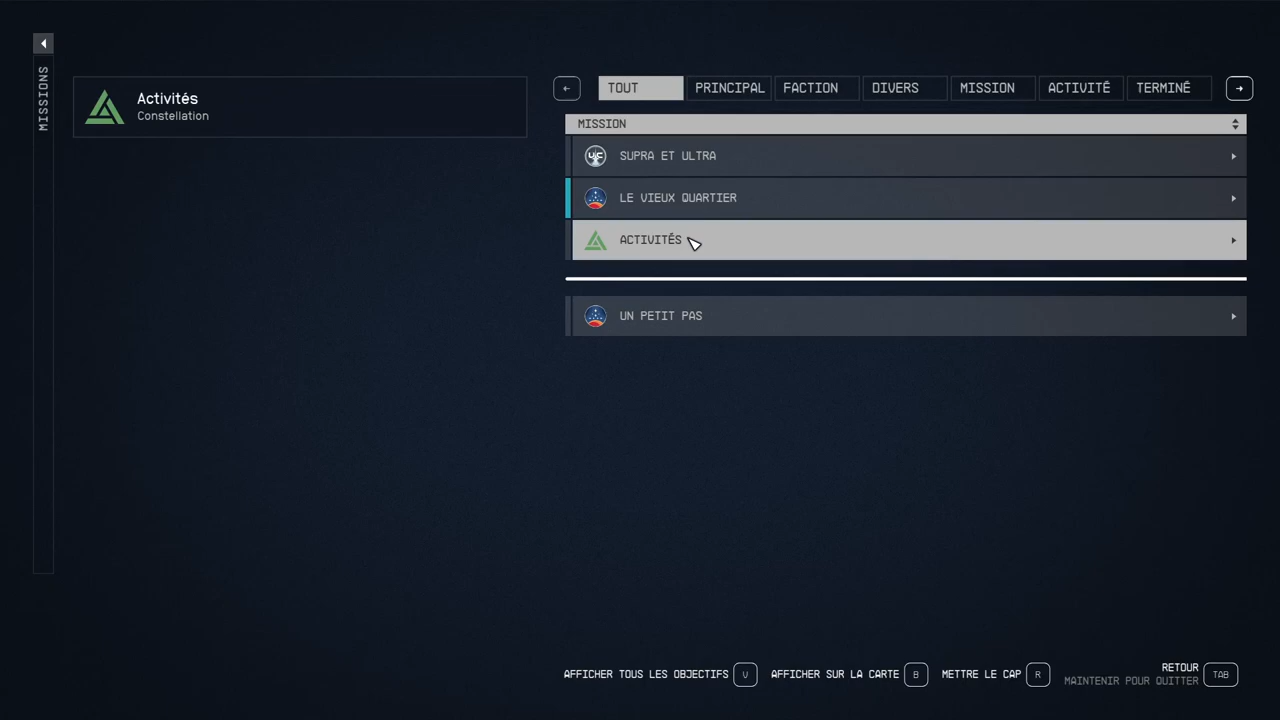 MISSIONS
Activités
Constellation
TOUT
PRINCIPAL
FACTION
DIVERS
MISSION
ACTIVITÉ
TERMINÉ
MISSION
SUPRA ET ULTRA
LE VIEUX QUARTIER
ACTIVITÉS
UN PETIT PAS
AFFICHER TOUS LES OBJECTIFS V
AFFICHER SUR LA CARTE B
METTRE LE CAP R
RETOUR
MAINTENIR POUR QUITTER TAB